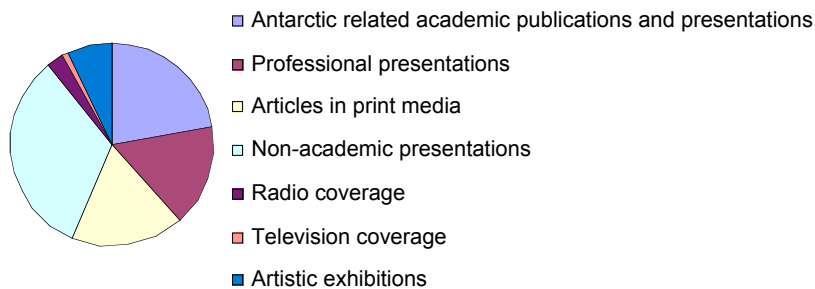 Antarctic related academic publications and presentations
Professional presentations
Articles in print media
Non-academic presentations
Radio coverage
Television coverage
Artistic exhibitions